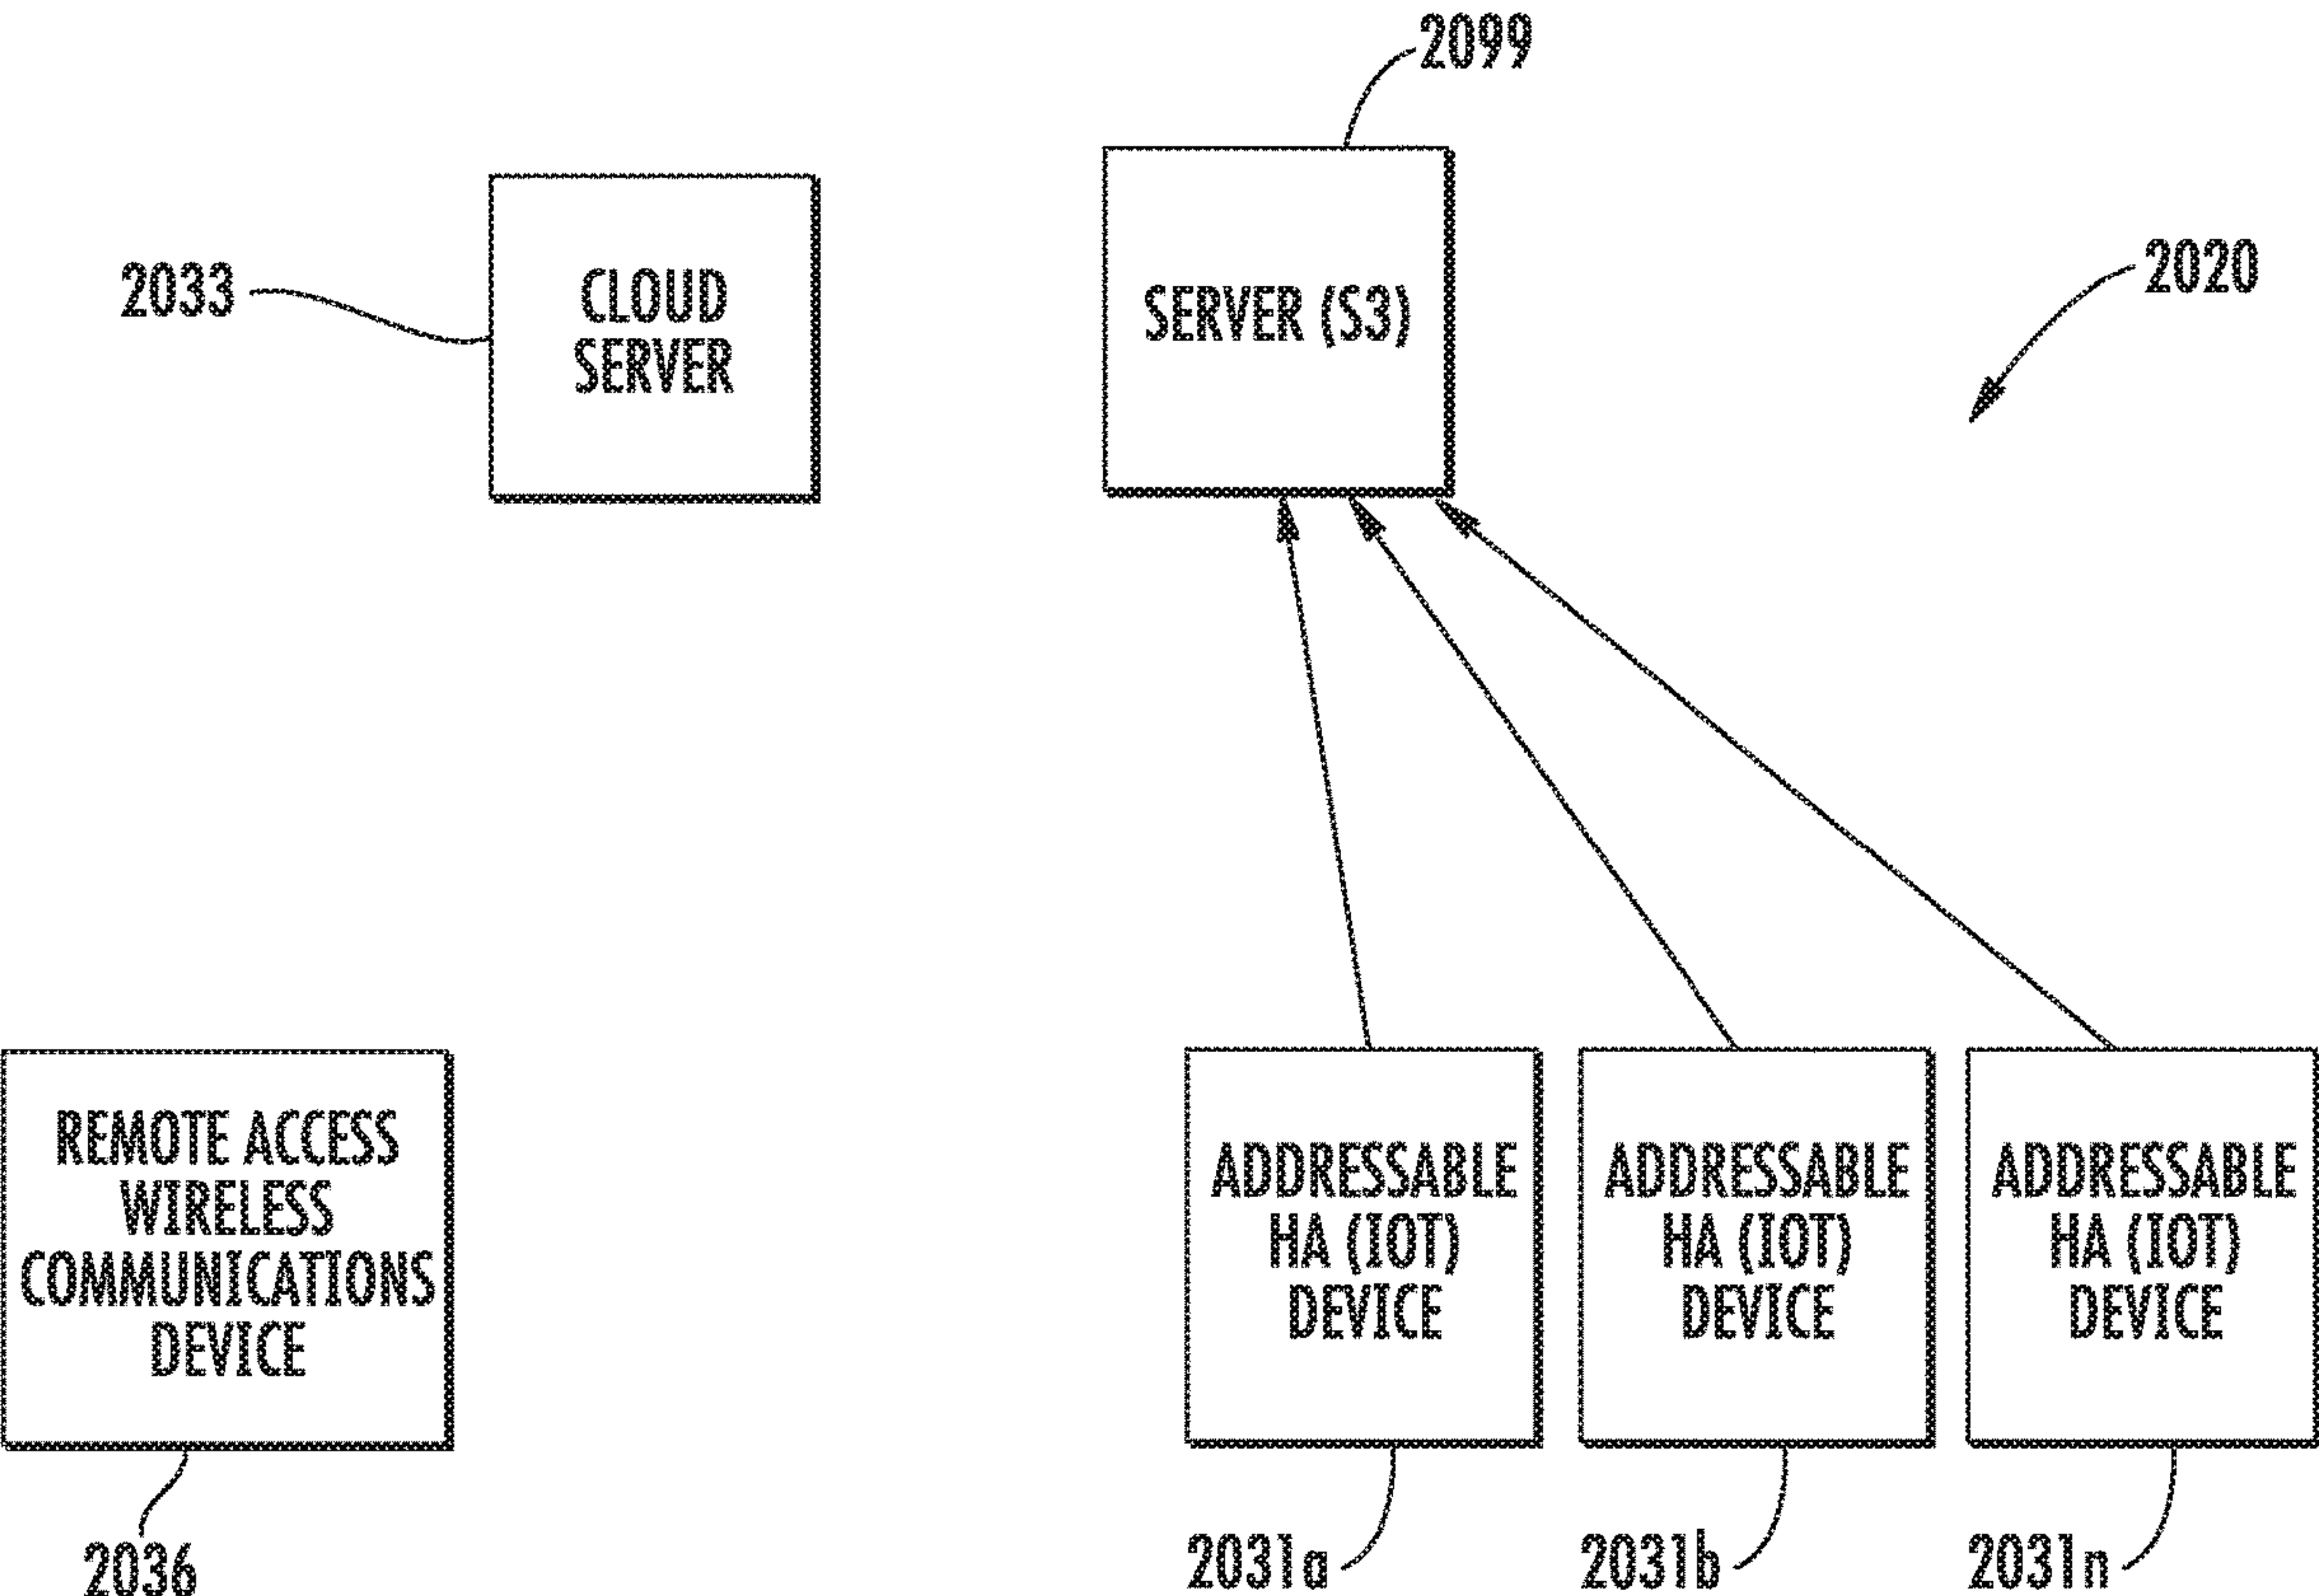 2099
2033
CLOUD
SERVER
SERVER (S3)
2020
REMOTE ACCESS
WIRELESS
COMMUNICATIONS
DEVICE
ADDRESSABLE
HA (IOT)
DEVICE
ADDRESSABLE
HA (IOT)
DEVICE
ADDRESSABLE
HA (IOT)
DEVICE
2036
2031a
2031b
2031n